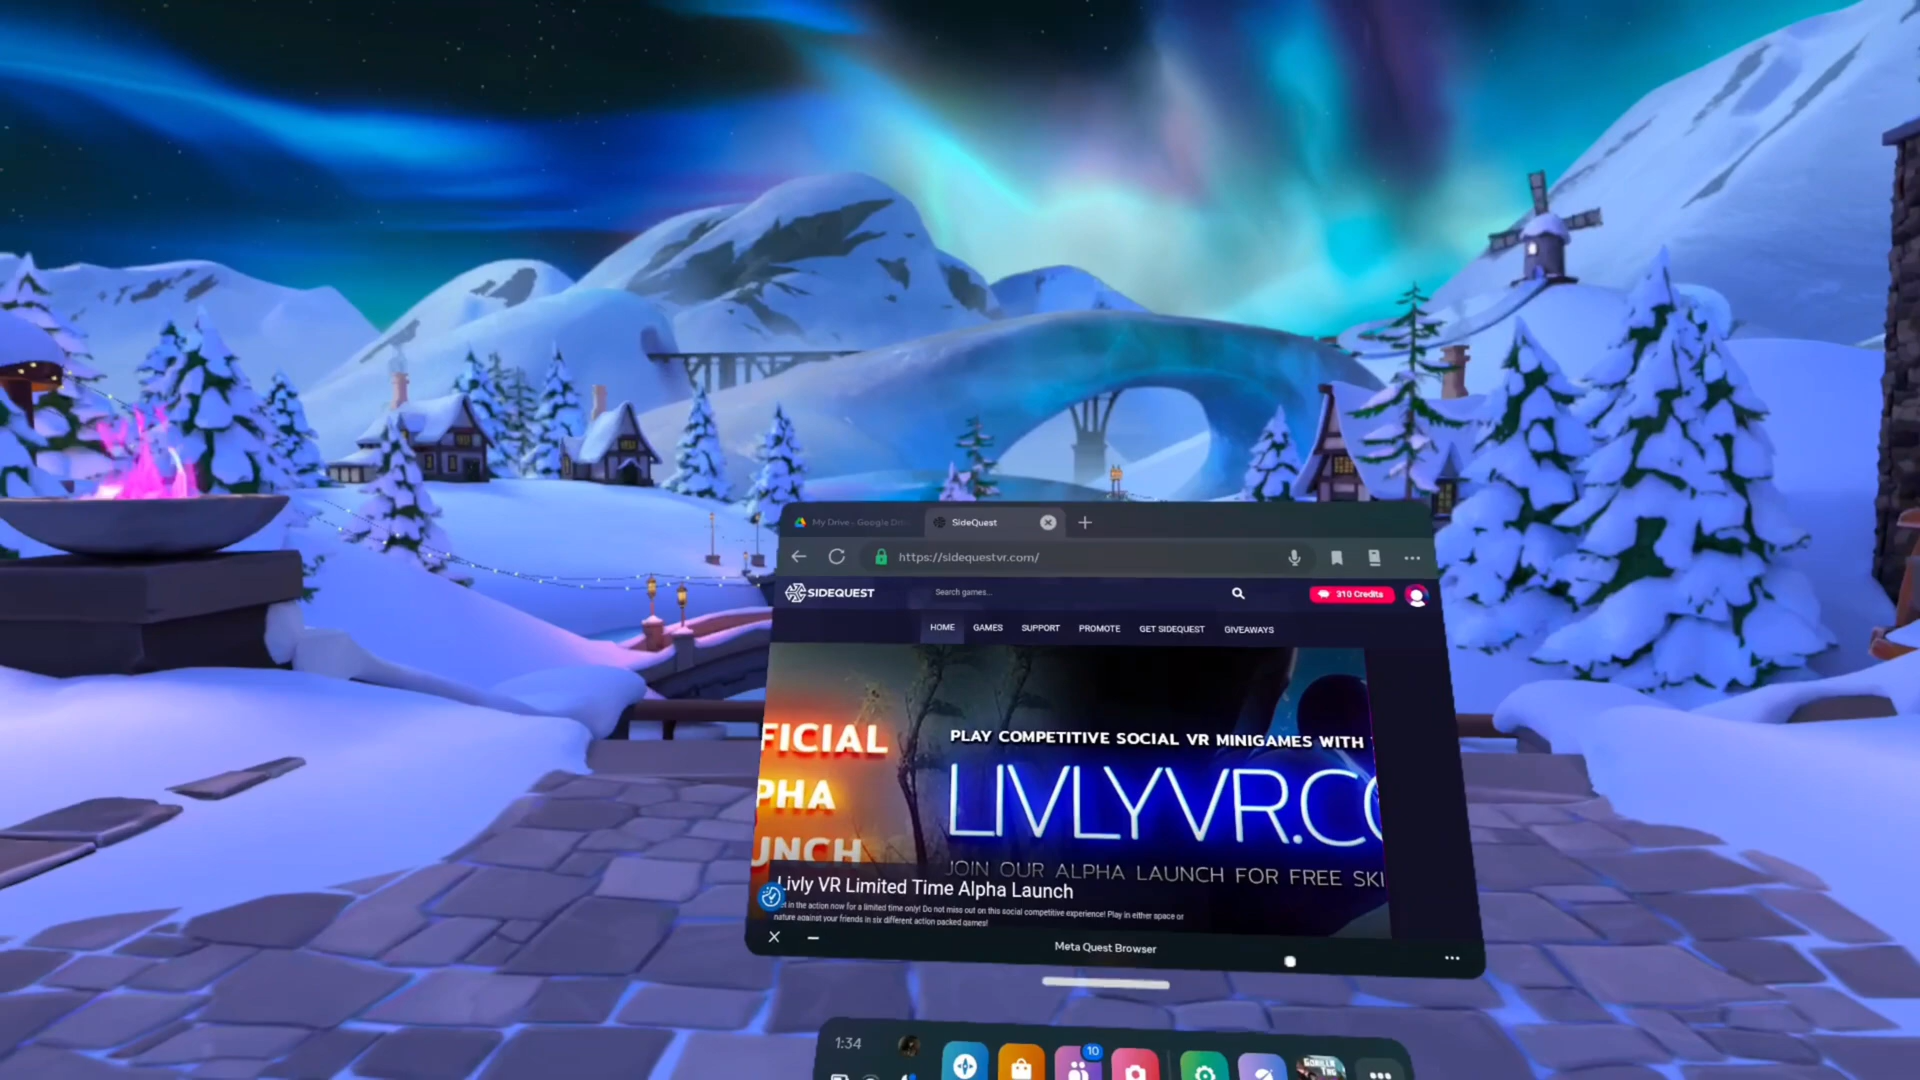 My Drive - Google Dri
SideQuest
https://sidequestvr.com/
SIDEQUEST
Search games...
310 Credits
HOME
GAMES
SUPPORT
PROMOTE
GET SIDEQUEST
GIVEAWAYS
FICIAL
PHA
UNCH
PLAY COMPETITIVE SOCIAL VR MINIGAMES WITH
LIVLYVR.CO
JOIN OUR ALPHA LAUNCH FOR FREE SKI
Livly VR Limited Time Alpha Launch
in the action now for a limited time only! Do not miss out on this social competitive experience! Play in either space or
nature against your friends in six different action packed games!
Meta Quest Browser
1:34
10
GORILLA
TAG